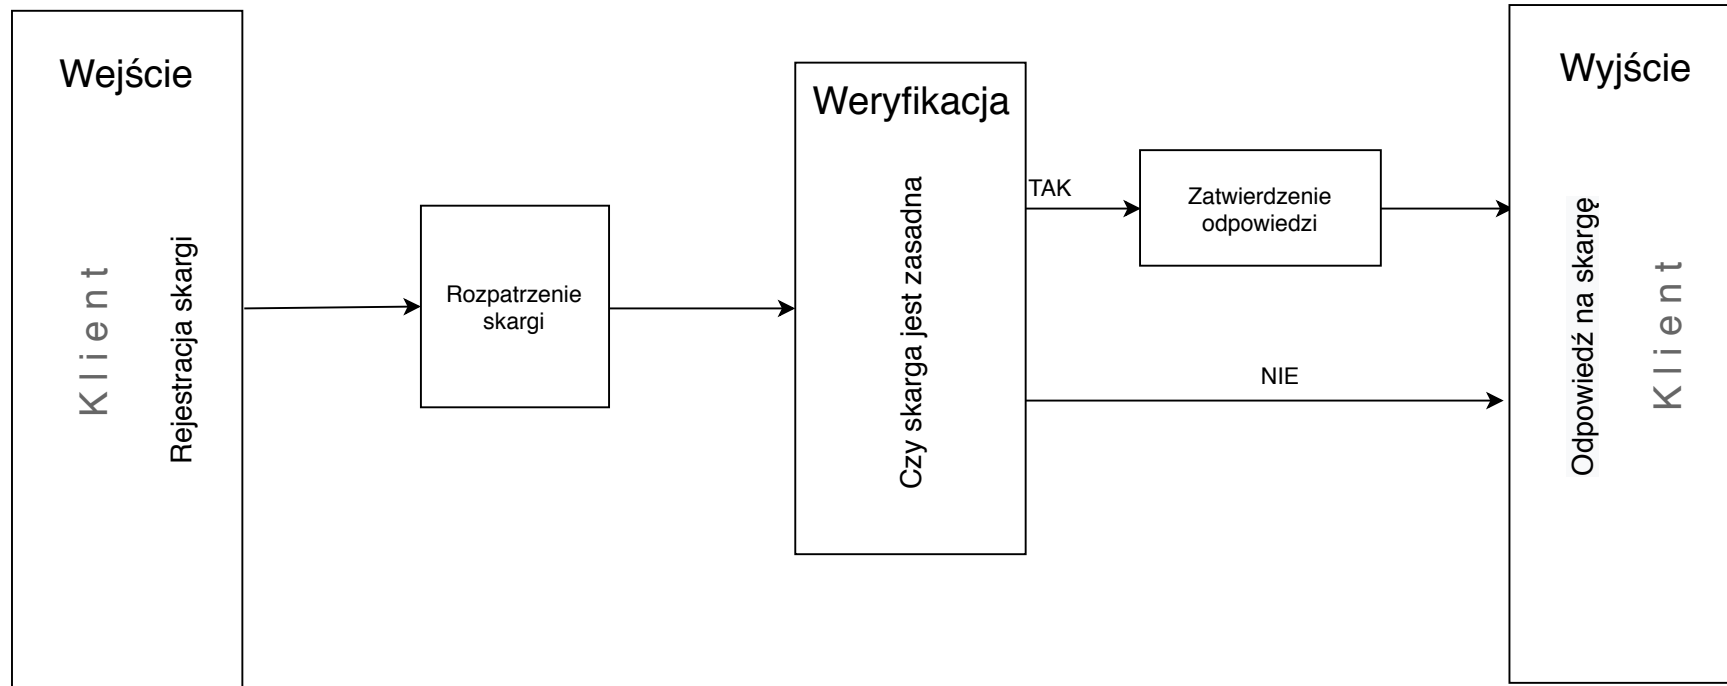 Wejście
Klient
Rejestracja skargi
Rozpatrzenie
skargi
Weryfikacja
Czy skarga jest zasadna
TAK
Zatwierdzenie
odpowiedzi
NIE
Wyjście
Odpowiedź na skargę
Klient